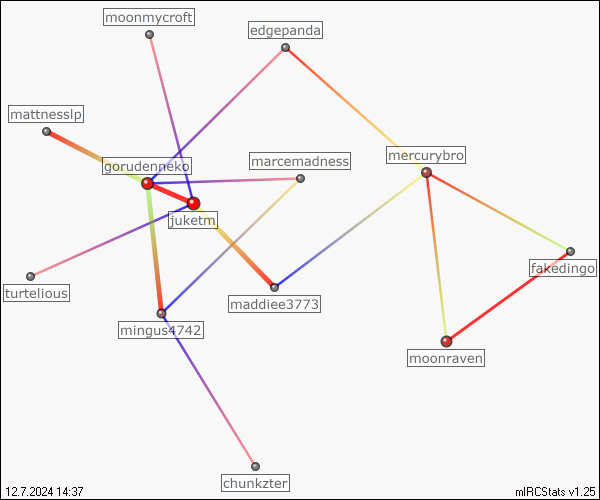 moonmycroft
edgepanda
mattnesslp
gorudenneko
marcemadness
mercurybro
juketm
fakedingo
turtelious
maddiee3773
mingus4742
moonraven
chunkzter
12.7.2024 14:37
mIRCStats v1.25